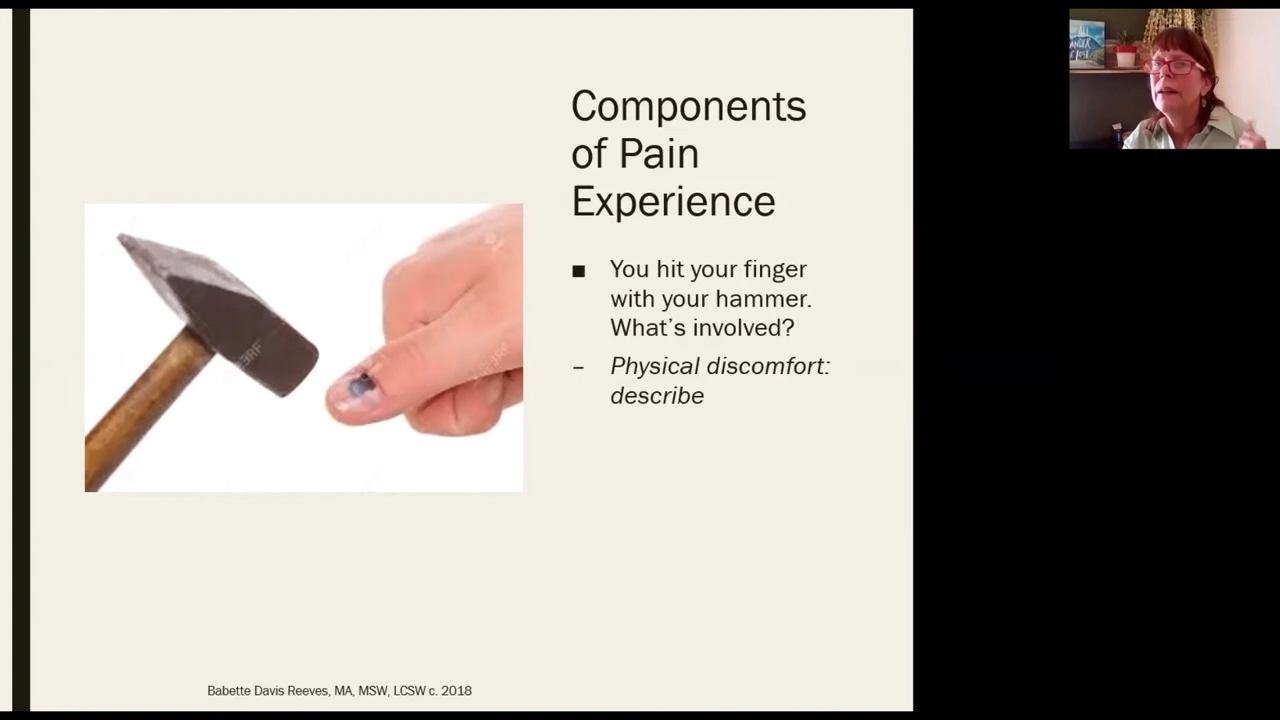 Components
of Pain
Experience
■ You hit your finger
with your hammer.
What's involved?
– Physical discomfort:
describe
Babette Davis Reeves, MA, MSW, LCSW c. 2018